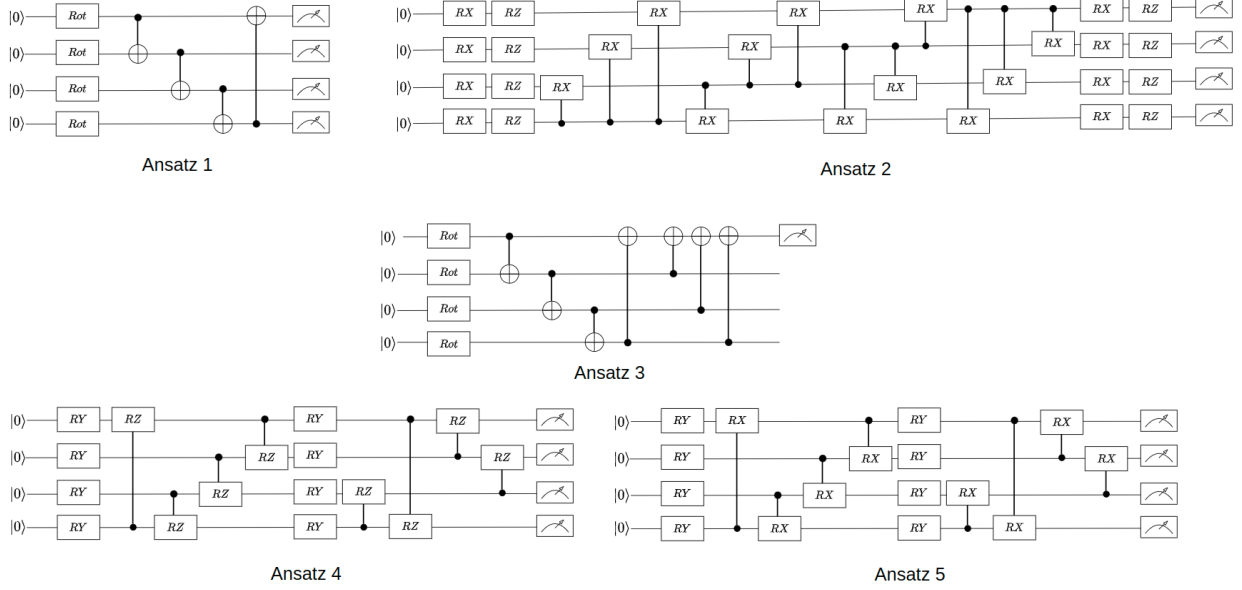 |0⟩ Rot
|0⟩ Rot
|0⟩ Rot
|0⟩ Rot
Ansatz 1
|0⟩ RX RZ RX RX RX RX RZ
|0⟩ RX RZ RX RX RX RX RZ
|0⟩ RX RZ RX RX RX RX RZ
|0⟩ RX RZ RX RX RX RX RZ
Ansatz 2
|0⟩ Rot
|0⟩ Rot
|0⟩ Rot
|0⟩ Rot
Ansatz 3
|0⟩ RY RZ RY RZ
|0⟩ RY RZ RY RZ
|0⟩ RY RZ RY RZ
|0⟩ RY RZ RY RZ
Ansatz 4
|0⟩ RY RX RY RX
|0⟩ RY RX RY RX
|0⟩ RY RX RY RX
|0⟩ RY RX RY RX
Ansatz 5